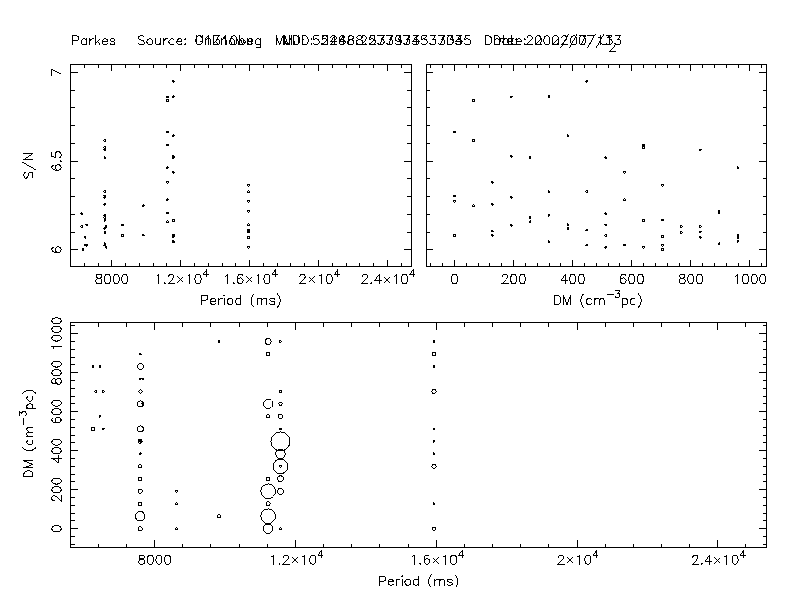 Parkes Source:
7
6.5
6
S/N
8000 1.2×10⁴ 1.6×10⁴ 2×10⁴ 2.4×10⁴
Period (ms)
0 200 400 600 800 1000
DM (cm⁻³pc)
1000
800
600
400
200
0
DM (cm⁻³pc)
8000 1.2×10⁴ 1.6×10⁴ 2×10⁴ 2.4×10⁴
Period (ms)